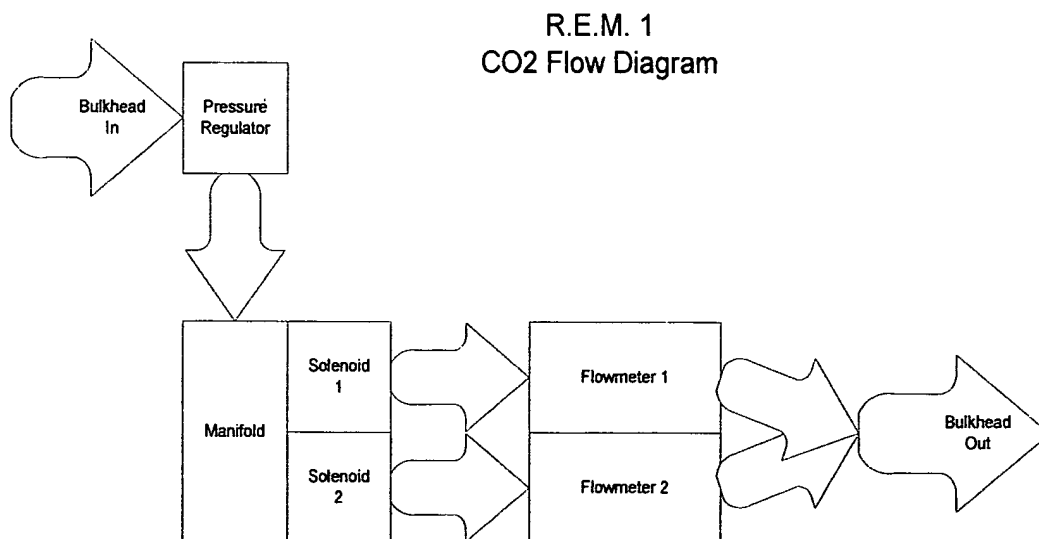 R.E.M. 1
CO2 Flow Diagram
Bulkhead
In
Pressure
Regulator
Manifold
Solenoid
1
Solenoid
2
Flowmeter 1
Flowmeter 2
Bulkhead
Out